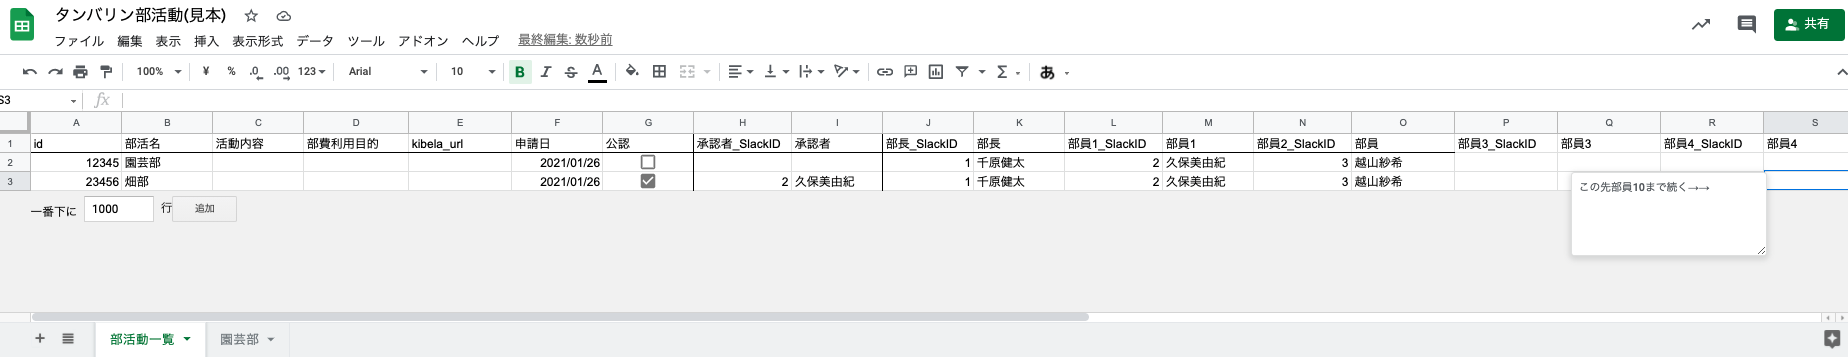 タンバリン部活動(見本)
ファイル 編集 表示 挿入 表示形式 データ ツール アドオン ヘルプ 最終編集: 数秒前
共有
100% ¥ % .0 .00 123 Arial 10 B I S A Σ あ
S3 fx
A B C D E F G H I J K L M N O P Q R S
1 id 部活名 活動内容 部費利用目的 kibela_url 申請日 公認 承認者_SlackID 承認者 部長_SlackID 部長 部員1_SlackID 部員1 部員2_SlackID 部員 部員3_SlackID 部員3 部員4_SlackID 部員4
2 12345 園芸部 2021/01/26 1 千原健太 2 久保美由紀 3 越山紗希
3 23456 畑部 2021/01/26 2 久保美由紀 1 千原健太 2 久保美由紀 3 越山紗希
この先部員10まで続く→→
一番下に 1000 行 追加
部活動一覧 園芸部